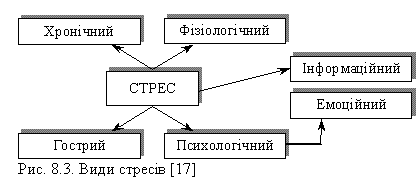 Хронічний
Фізіологічний
Інформаційний
СТРЕС
Емоційний
Гострий
Психологічний
Рис. 8.3. Види стресів [17]